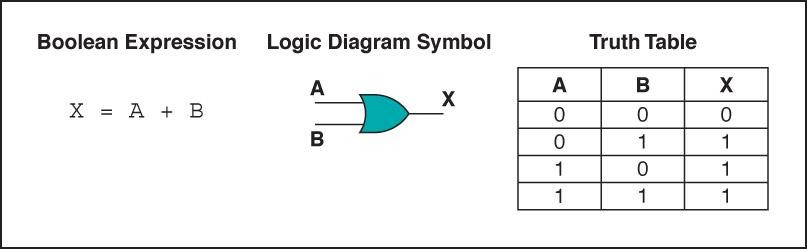 Boolean Expression
Logic Diagram Symbol
Truth Table
X = A + B
A
B
X
A B X
0 0 0
0 1 1
1 0 1
1 1 1